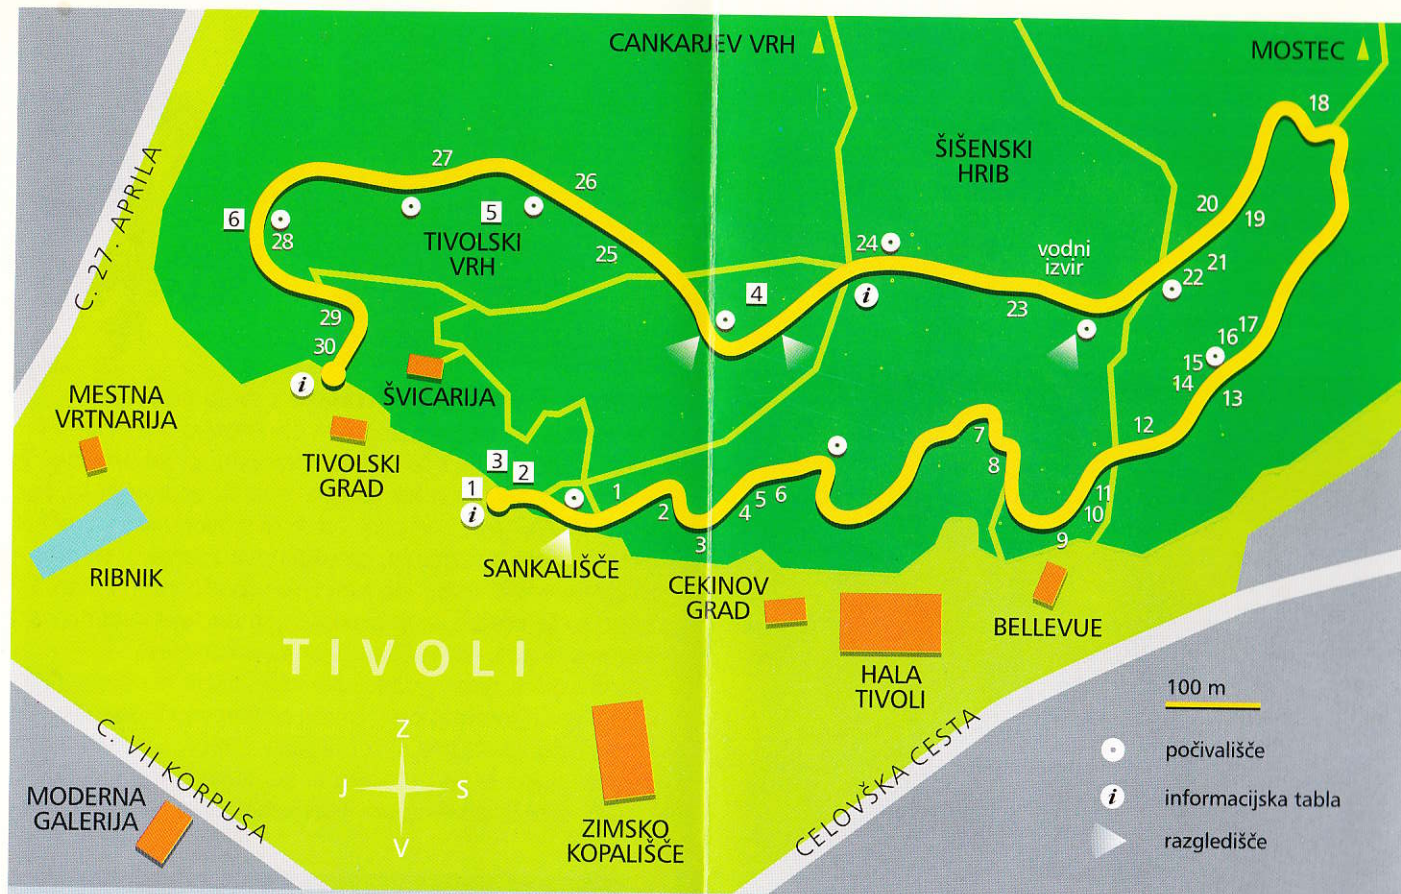 CANKARJEV VRH
MOSTEC
18
ŠIŠENSKI
HRIB
C. 27. APRILA
27
26
20
19
6
5
28
TIVOLSKI
VRH
25
24
vodni
izvir
21
22
4
i
23
29
30
17
16
15
14
13
i
ŠVICARIJA
MESTNA
VRTNARIJA
12
7
8
TIVOLSKI
GRAD
3
2
1
i
1
2
3
4
5
6
11
10
9
RIBNIK
SANKALIŠČE
CEKINOV
GRAD
BELLEVUE
TIVOLI
HALA
TIVOLI
100 m
Z
J
S
V
C. VII KORPUSA
CELOVŠKA CESTA
počivališče
i
informacijska tabla
razgledišče
MODERNA
GALERIJA
ZIMSKO
KOPALIŠČE